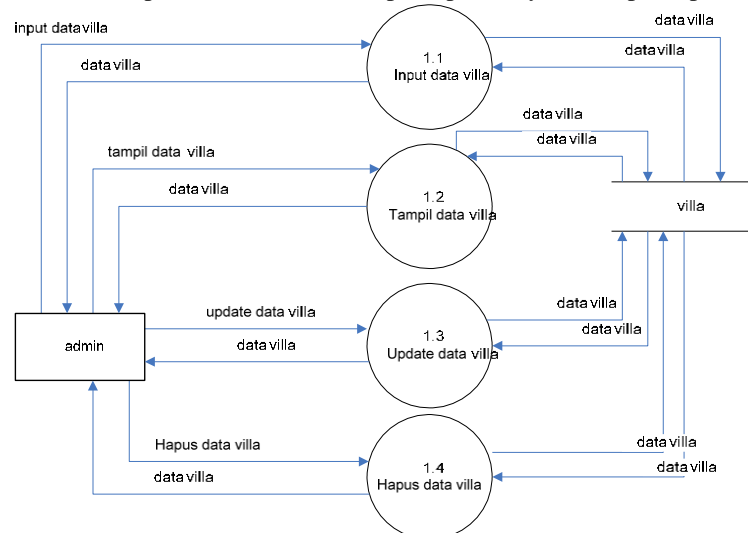 input data villa
data villa
1.1
Input data villa
data villa
data villa
tampil data villa
data villa
1.2
Tampil data villa
data villa
data villa
villa
admin
update data villa
data villa
1.3
Update data villa
data villa
data villa
Hapus data villa
data villa
1.4
Hapus data villa
data villa
data villa